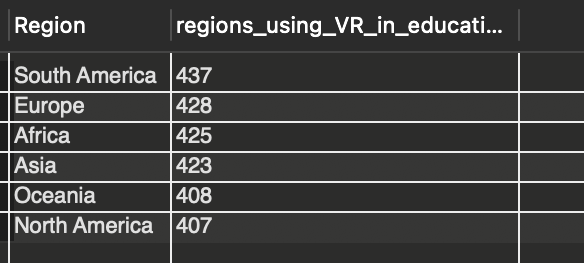 Region regions_using_VR_in_educati...
South America 437
Europe 428
Africa 425
Asia 423
Oceania 408
North America 407